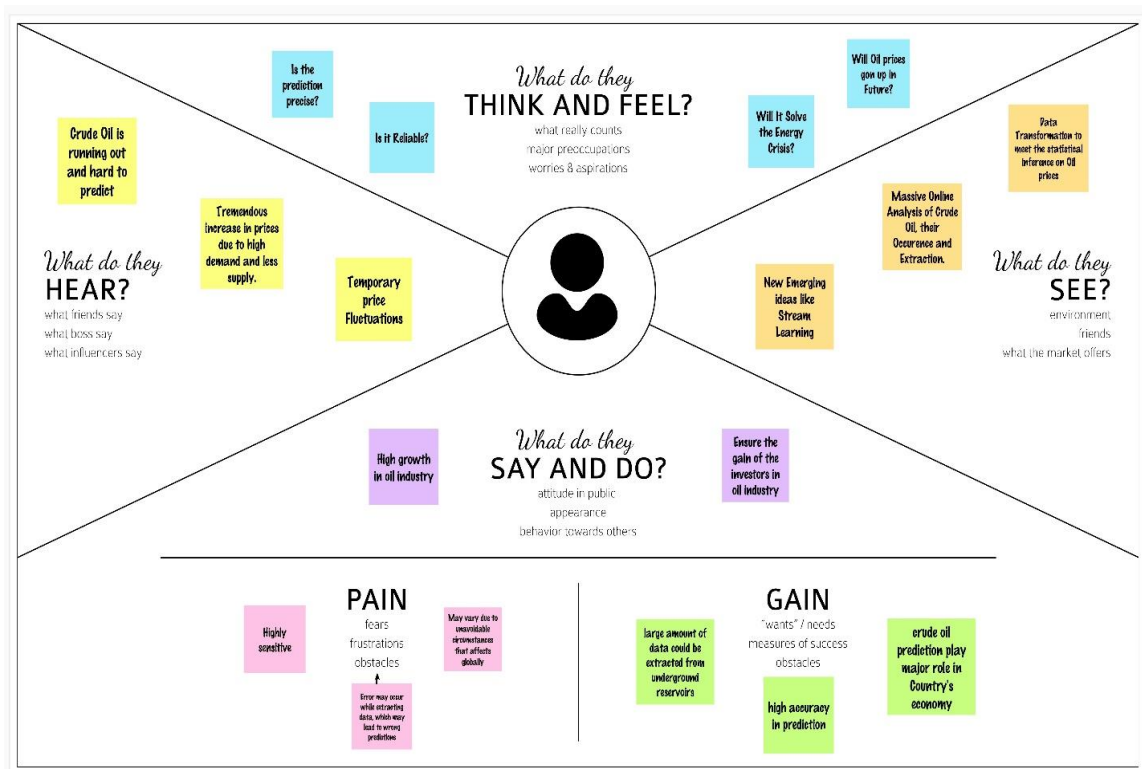 What do they
THINK AND FEEL?
what really counts
major preoccupations
worries & aspirations
Is the
prediction
precise?
Is it Reliable?
Will It Solve
the Energy
Crisis?
Will Oil prices
gon up in
Future?
What do they
HEAR?
what friends say
what boss say
what influencers say
Crude Oil is
running out
and hard to
predict
Tremendous
increase in prices
due to high
demand and less
supply.
Temporary
price
Fluctuations
What do they
SEE?
environment
friends
what the market offers
Data
Transformation to
meet the statistical
inference on Oil
prices
Massive Online
Analysis of Crude
Oil, their
Occurence and
Extraction.
New Emerging
ideas like
Stream
Learning
What do they
SAY AND DO?
attitude in public
appearance
behavior towards others
High growth
in oil industry
Ensure the
gain of the
investors in
oil industry
PAIN
fears
frustrations
obstacles
Highly
sensitive
May vary due to
unavoidable
circumstances
that affects
globally
Error may occur
while extracting
data, which may
lead to wrong
predictions
GAIN
"wants" / needs
measures of success
obstacles
large amount of
data could be
extracted from
underground
reservoirs
high accuracy
in prediction
crude oil
prediction play
major role in
Country's
economy